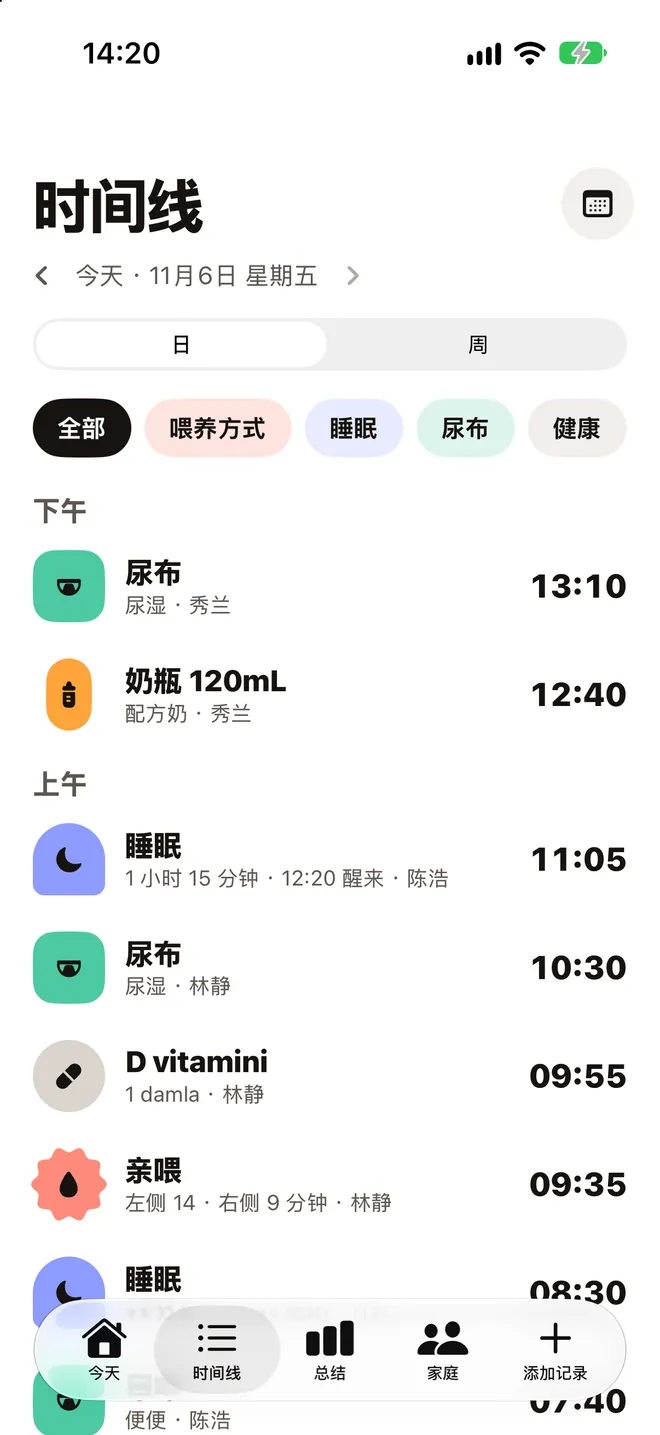 14:20
时间线
今天 · 11月6日 星期五
日
周
全部
喂养方式
睡眠
尿布
健康
下午
尿布
尿湿 · 秀兰
13:10
奶瓶 120mL
配方奶 · 秀兰
12:40
上午
睡眠
1 小时 15 分钟 · 12:20 醒来 · 陈浩
11:05
尿布
尿湿 · 林静
10:30
D vitamini
1 damla · 林静
09:55
亲喂
左侧 14 · 右侧 9 分钟 · 林静
09:35
睡眠
08:30
07:40
便便 · 陈浩
今天
时间线
总结
家庭
添加记录